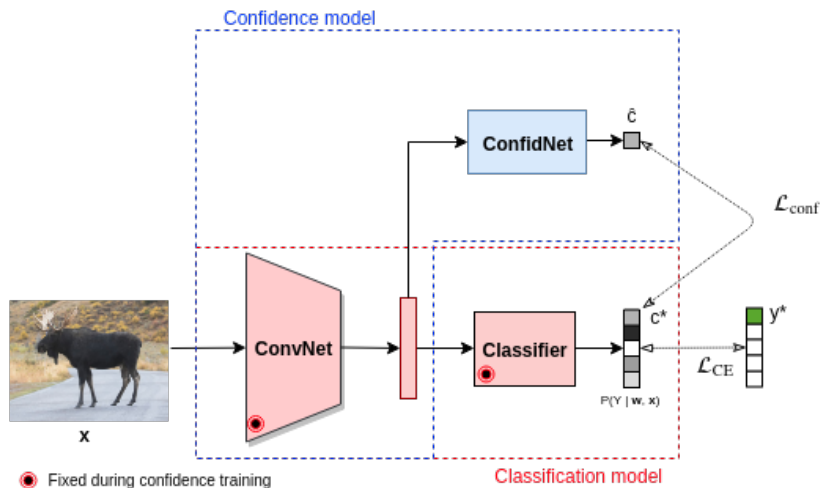 Confidence model
ĉ
ConfidNet
ℒconf
c*
y*
ConvNet
Classifier
ℒCE
P(Y | w, x)
x
Fixed during confidence training
Classification model